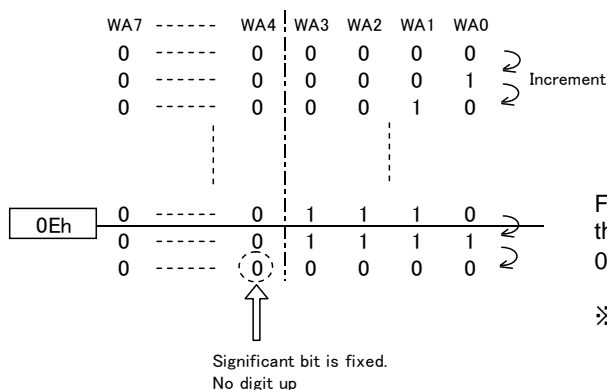 WA7 ------ WA4 WA3 WA2 WA1 WA0
0 ------ 0 0 0 0 0
0 ------ 0 0 0 0 1
Increment
0 ------ 0 0 0 1 0
0Eh
0 ------ 0 1 1 1 0
0 ------ 0 1 1 1 1
0 ------ 0 0 0 0 0
F
th
0
※
Significant bit is fixed.
No digit up